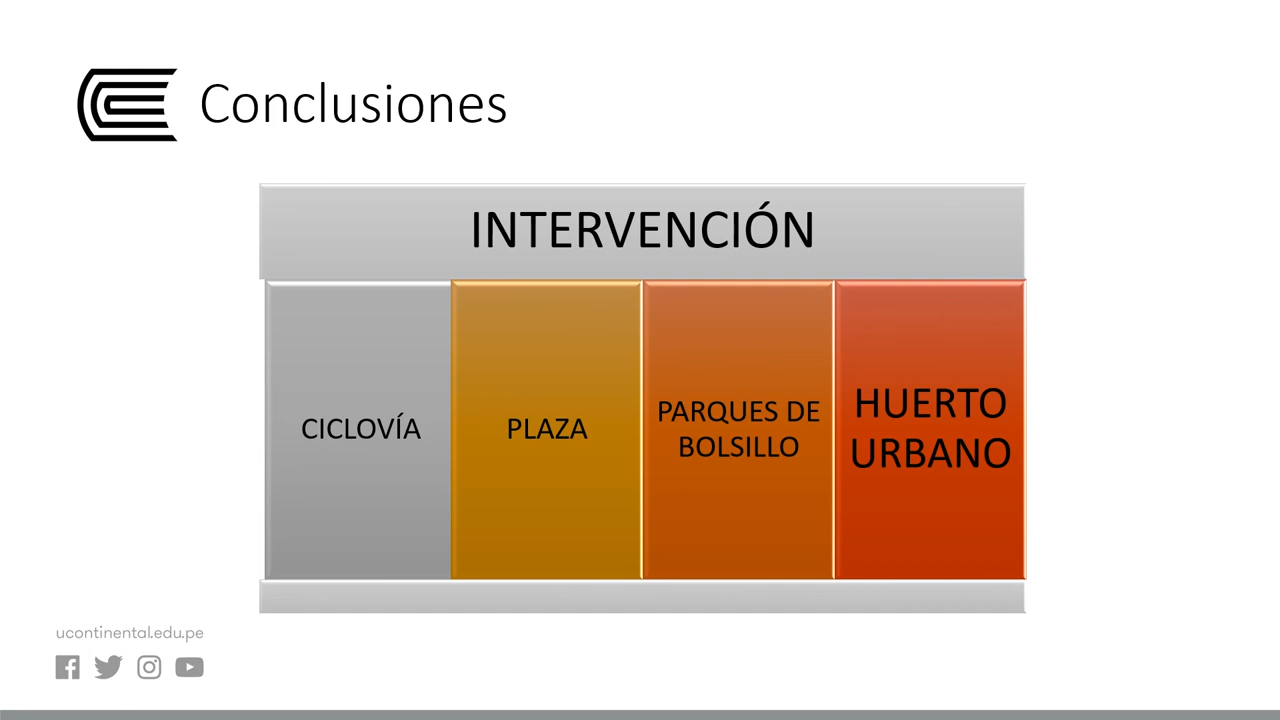 Conclusiones
INTERVENCIÓN
CICLOVÍA
PLAZA
PARQUES DE
BOLSILLO
HUERTO
URBANO
ucontinental.edu.pe